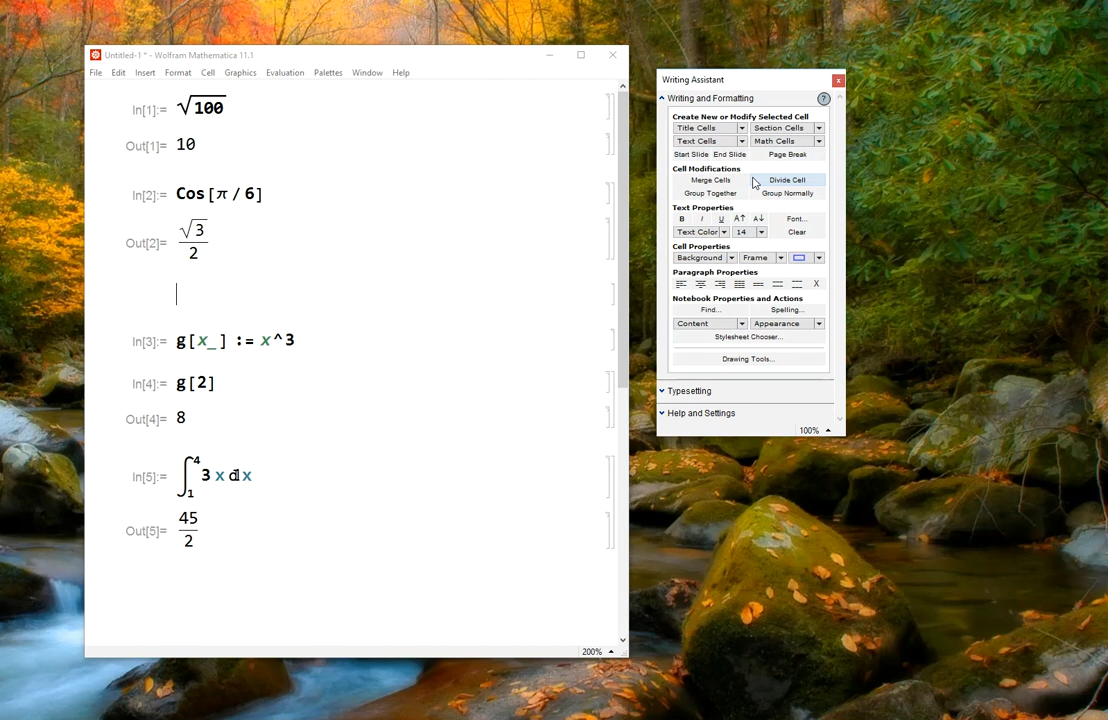 Untitled-1 * - Wolfram Mathematica 11.1
File Edit Insert Format Cell Graphics Evaluation Palettes Window Help
In[1]:= √100
Out[1]= 10
In[2]:= Cos[π / 6]
Out[2]= √3 / 2
In[3]:= g[x_] := x^3
In[4]:= g[2]
Out[4]= 8
In[5]:= ∫₁⁴ 3 x ⅆx
Out[5]= 45 / 2
200%
Writing Assistant x
Writing and Formatting ?
Create New or Modify Selected Cell
Title Cells Section Cells
Text Cells Math Cells
Start Slide End Slide Page Break
Cell Modifications
Merge Cells Divide Cell
Group Together Group Normally
Text Properties
B I U A↑ A↓ Font...
Text Color 14 Clear
Cell Properties
Background Frame
Paragraph Properties
X
Notebook Properties and Actions
Find... Spelling...
Content Appearance
Stylesheet Chooser...
Drawing Tools...
Typesetting
Help and Settings
100%